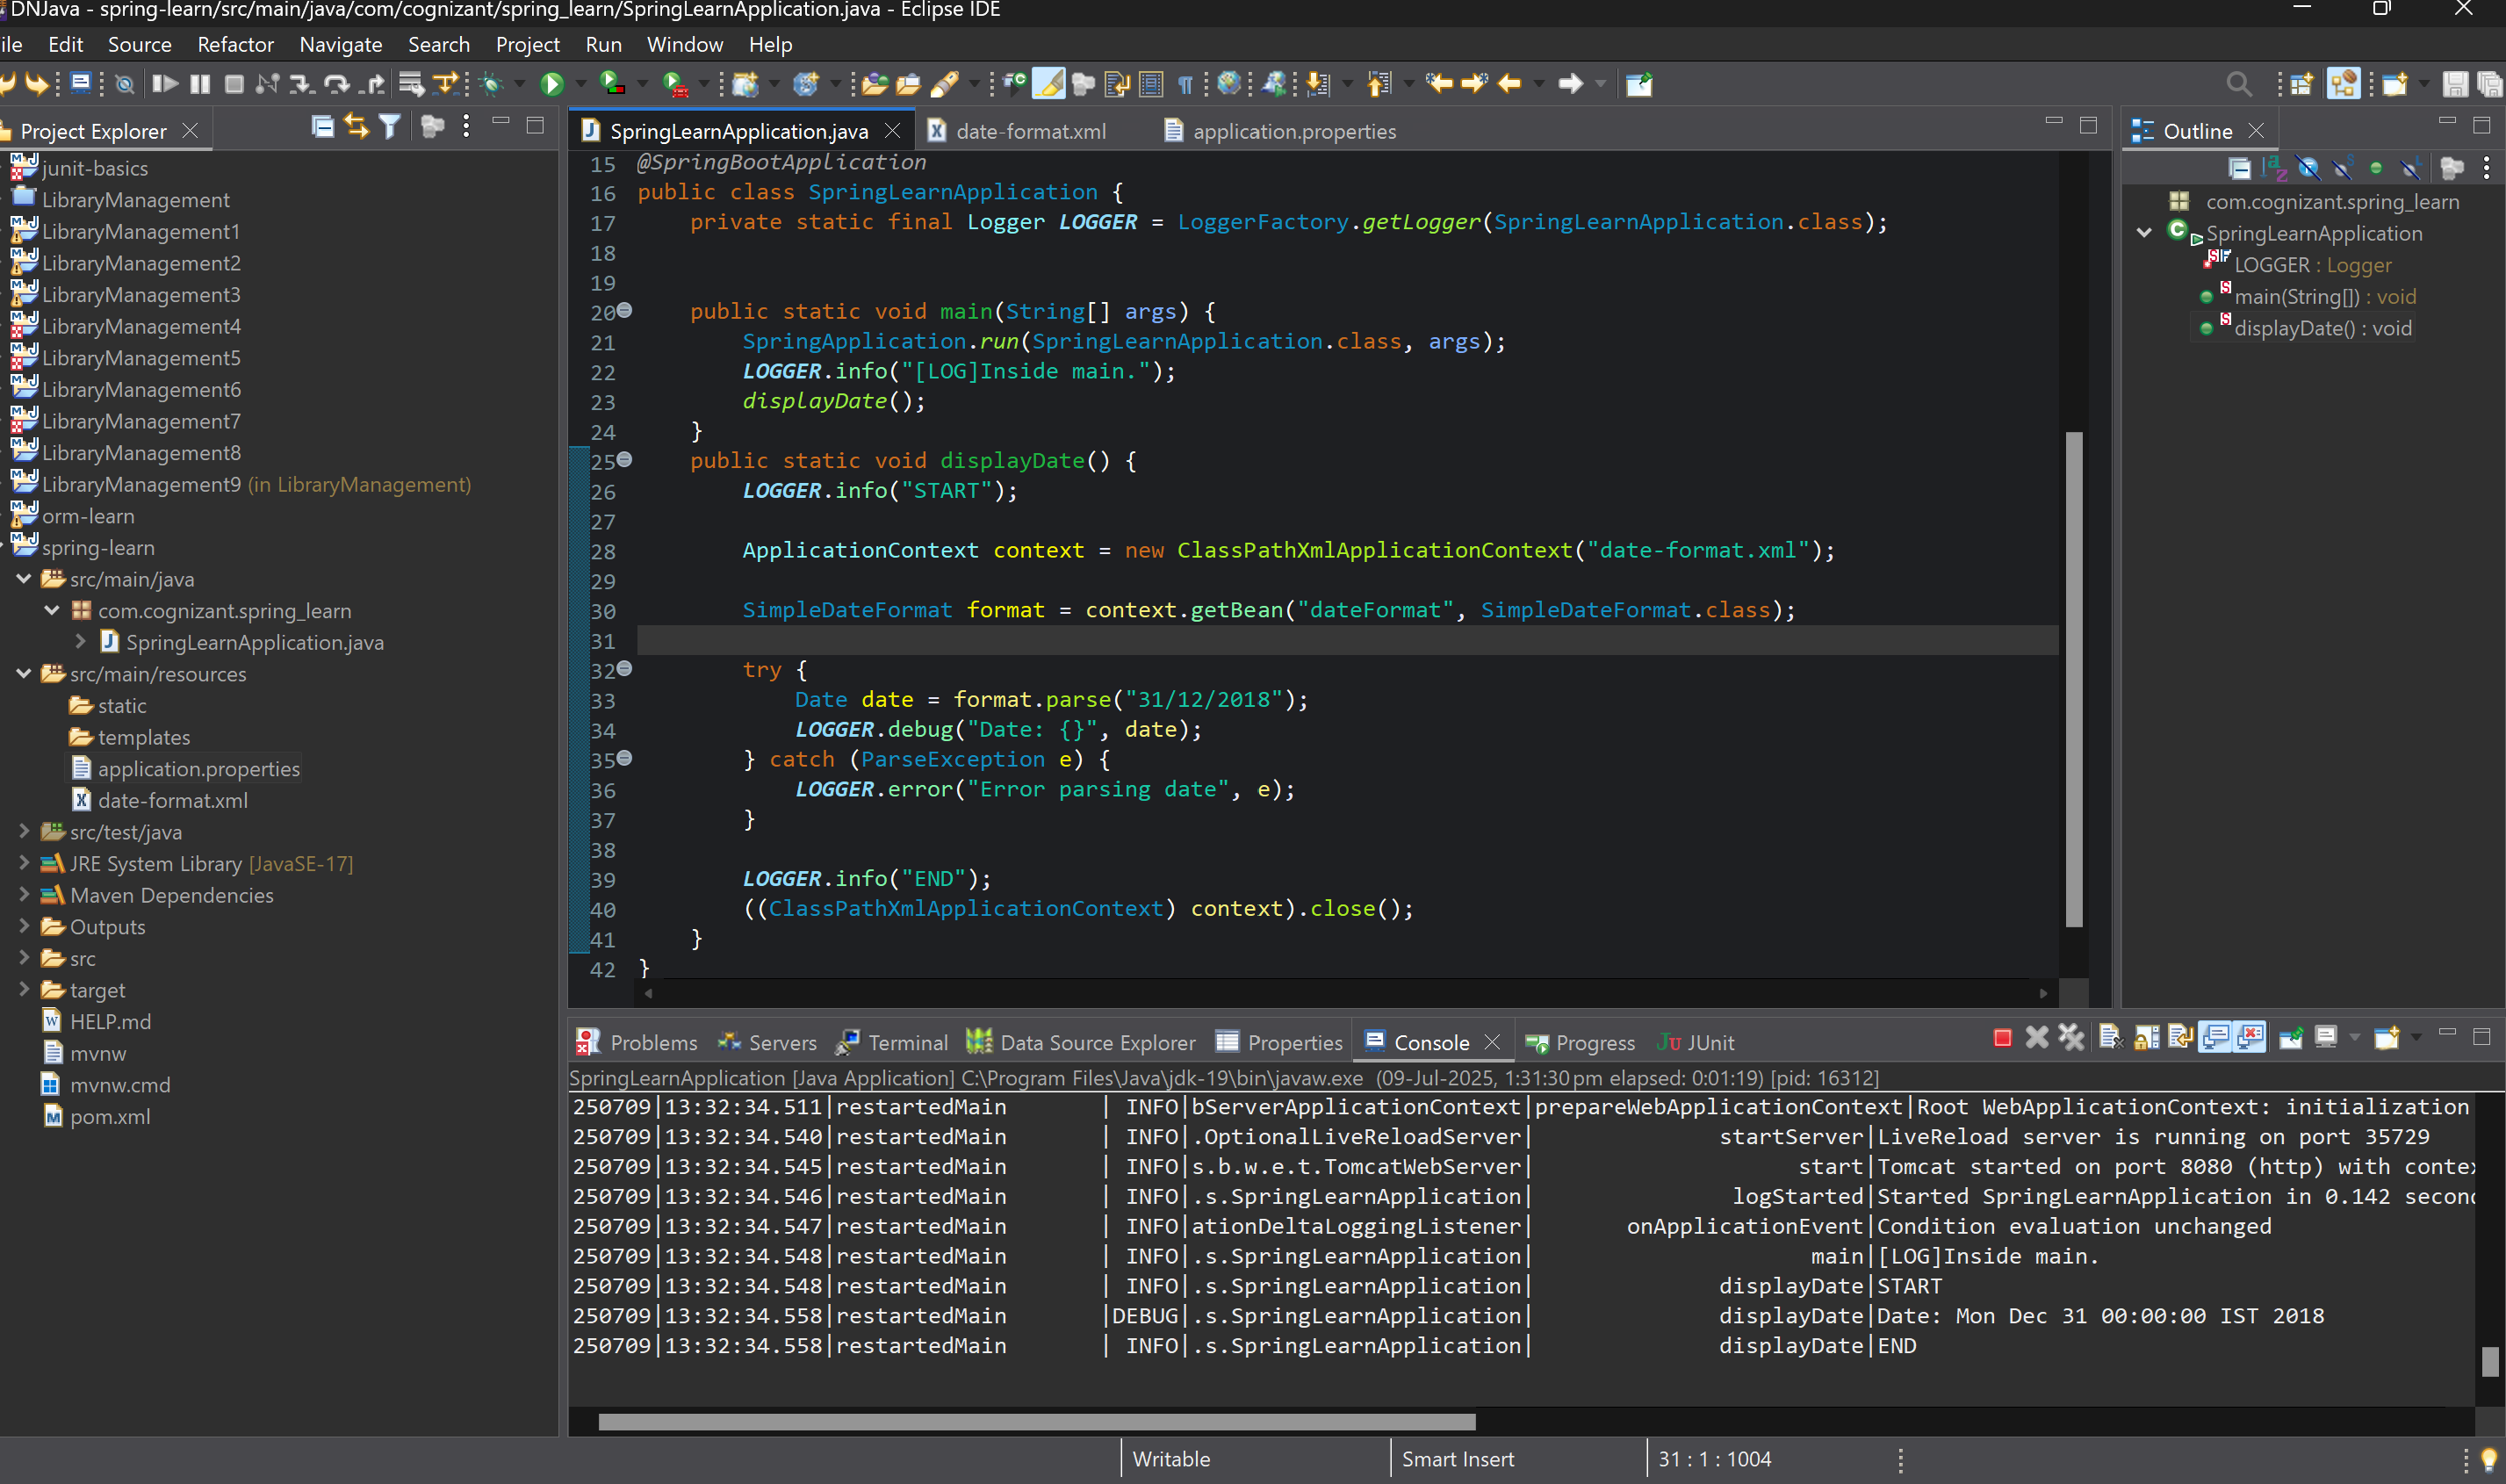 DNJava - spring-learn/src/main/java/com/cognizant/spring_learn/SpringLearnApplication.java - Eclipse IDE
ile Edit Source Refactor Navigate Search Project Run Window Help
Project Explorer
junit-basics
LibraryManagement
LibraryManagement1
LibraryManagement2
LibraryManagement3
LibraryManagement4
LibraryManagement5
LibraryManagement6
LibraryManagement7
LibraryManagement8
LibraryManagement9 (in LibraryManagement)
orm-learn
spring-learn
src/main/java
com.cognizant.spring_learn
SpringLearnApplication.java
src/main/resources
static
templates
application.properties
date-format.xml
src/test/java
JRE System Library [JavaSE-17]
Maven Dependencies
Outputs
src
target
HELP.md
mvnw
mvnw.cmd
pom.xml
SpringLearnApplication.java date-format.xml application.properties
15 @SpringBootApplication
16 public class SpringLearnApplication {
17 private static final Logger LOGGER = LoggerFactory.getLogger(SpringLearnApplication.class);
18
19
20 public static void main(String[] args) {
21 SpringApplication.run(SpringLearnApplication.class, args);
22 LOGGER.info("[LOG]Inside main.");
23 displayDate();
24 }
25 public static void displayDate() {
26 LOGGER.info("START");
27
28 ApplicationContext context = new ClassPathXmlApplicationContext("date-format.xml");
29
30 SimpleDateFormat format = context.getBean("dateFormat", SimpleDateFormat.class);
31
32 try {
33 Date date = format.parse("31/12/2018");
34 LOGGER.debug("Date: {}", date);
35 } catch (ParseException e) {
36 LOGGER.error("Error parsing date", e);
37 }
38
39 LOGGER.info("END");
40 ((ClassPathXmlApplicationContext) context).close();
41 }
42 }
Outline
com.cognizant.spring_learn
SpringLearnApplication
LOGGER : Logger
main(String[]) : void
displayDate() : void
Problems Servers Terminal Data Source Explorer Properties Console Progress JUnit
SpringLearnApplication [Java Application] C:\Program Files\Java\jdk-19\bin\javaw.exe (09-Jul-2025, 1:31:30 pm elapsed: 0:01:19) [pid: 16312]
250709|13:32:34.511|restartedMain | INFO|bServerApplicationContext|prepareWebApplicationContext|Root WebApplicationContext: initialization
250709|13:32:34.540|restartedMain | INFO|.OptionalLiveReloadServer| startServer|LiveReload server is running on port 35729
250709|13:32:34.545|restartedMain | INFO|s.b.w.e.t.TomcatWebServer| start|Tomcat started on port 8080 (http) with contex
250709|13:32:34.546|restartedMain | INFO|.s.SpringLearnApplication| logStarted|Started SpringLearnApplication in 0.142 second
250709|13:32:34.547|restartedMain | INFO|ationDeltaLoggingListener| onApplicationEvent|Condition evaluation unchanged
250709|13:32:34.548|restartedMain | INFO|.s.SpringLearnApplication| main|[LOG]Inside main.
250709|13:32:34.548|restartedMain | INFO|.s.SpringLearnApplication| displayDate|START
250709|13:32:34.558|restartedMain |DEBUG|.s.SpringLearnApplication| displayDate|Date: Mon Dec 31 00:00:00 IST 2018
250709|13:32:34.558|restartedMain | INFO|.s.SpringLearnApplication| displayDate|END
Writable Smart Insert 31 : 1 : 1004